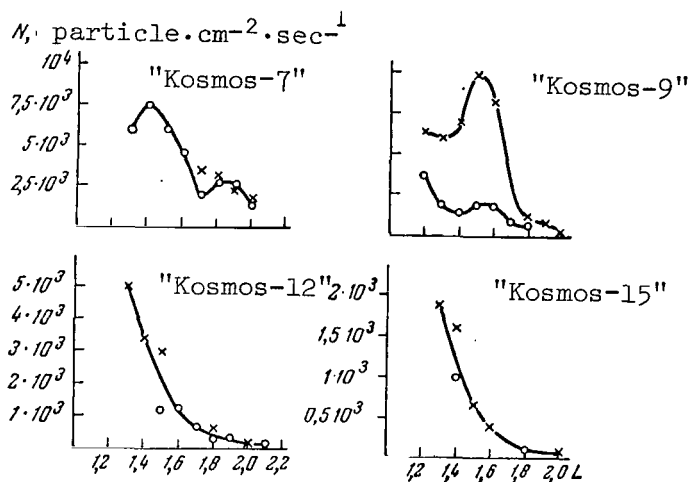 N, particle·cm⁻²·sec⁻¹
10⁴
"Kosmos-7"
"Kosmos-9"
7,5·10³
5·10³
2,5·10³
5·10³
"Kosmos-12"
2·10³
"Kosmos-15"
4·10³
1,5·10³
3·10³
1·10³
2·10³
0,5·10³
1·10³
1,2 1,4 1,6 1,8 2,0 2,2
1,2 1,4 1,6 1,8 2,0 L